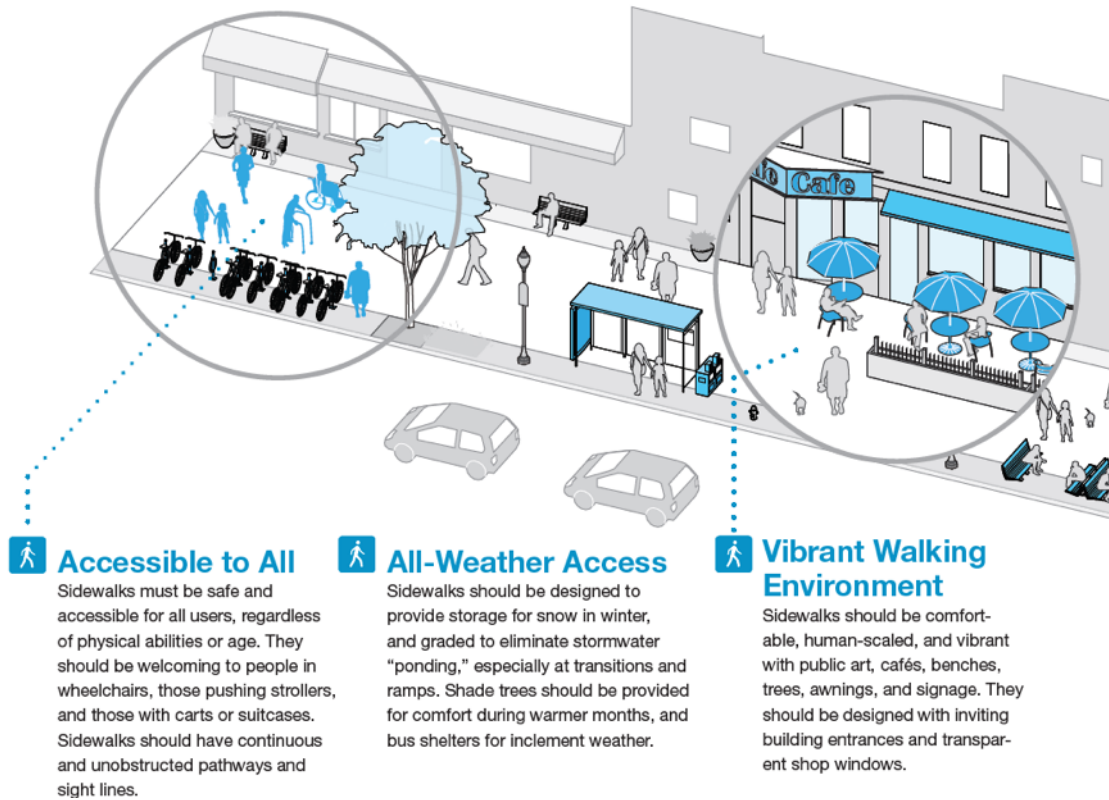 Cafe
Accessible to All
Sidewalks must be safe and
accessible for all users, regardless
of physical abilities or age. They
should be welcoming to people in
wheelchairs, those pushing strollers,
and those with carts or suitcases.
Sidewalks should have continuous
and unobstructed pathways and
sight lines.
All-Weather Access
Sidewalks should be designed to
provide storage for snow in winter,
and graded to eliminate stormwater
“ponding,” especially at transitions and
ramps. Shade trees should be provided
for comfort during warmer months, and
bus shelters for inclement weather.
Vibrant Walking
Environment
Sidewalks should be comfort-
able, human-scaled, and vibrant
with public art, cafés, benches,
trees, awnings, and signage. They
should be designed with inviting
building entrances and transpar-
ent shop windows.